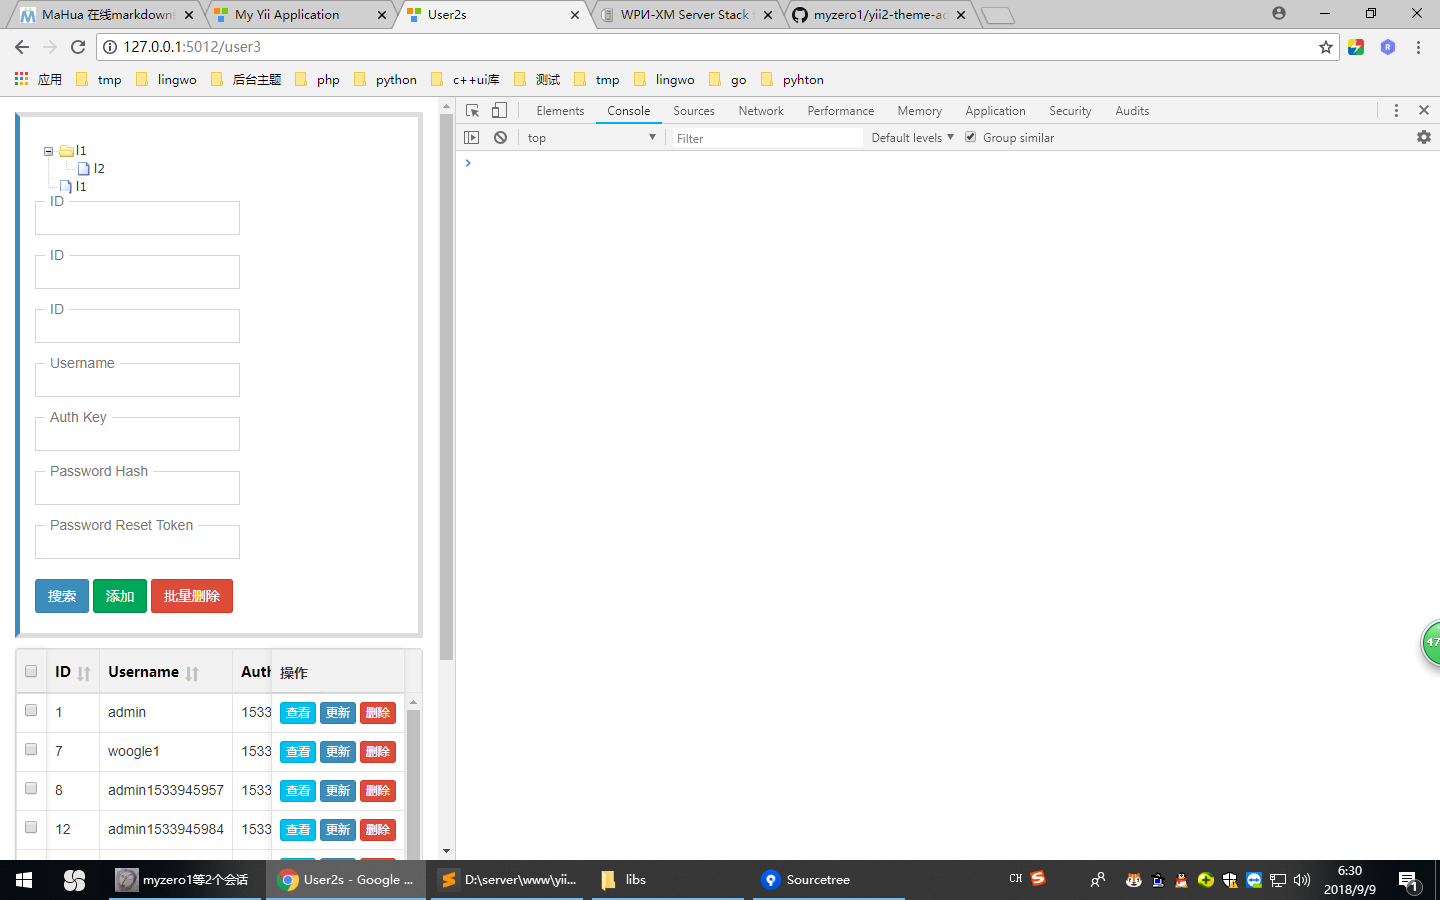 MaHua 在线markdown
My Yii Application
User2s
WPИ-XM Server Stack
myzero1/yii2-theme-ad
127.0.0.1:5012/user3
应用
tmp
lingwo
后台主题
php
python
c++ui库
测试
tmp
lingwo
go
pyhton
Elements
Console
Sources
Network
Performance
Memory
Application
Security
Audits
top
Filter
Default levels
Group similar
l1
l2
l1
ID
ID
ID
Username
Auth Key
Password Hash
Password Reset Token
搜索 添加 批量删除
ID Username Auth 操作
1 admin 1533 查看 更新 删除
7 woogle1 1533 查看 更新 删除
8 admin1533945957 1533 查看 更新 删除
12 admin1533945984 1533 查看 更新 删除
47
myzero1等2个会话
User2s - Google ...
D:\server\www\yii...
libs
Sourcetree
CH
6:30
2018/9/9
1